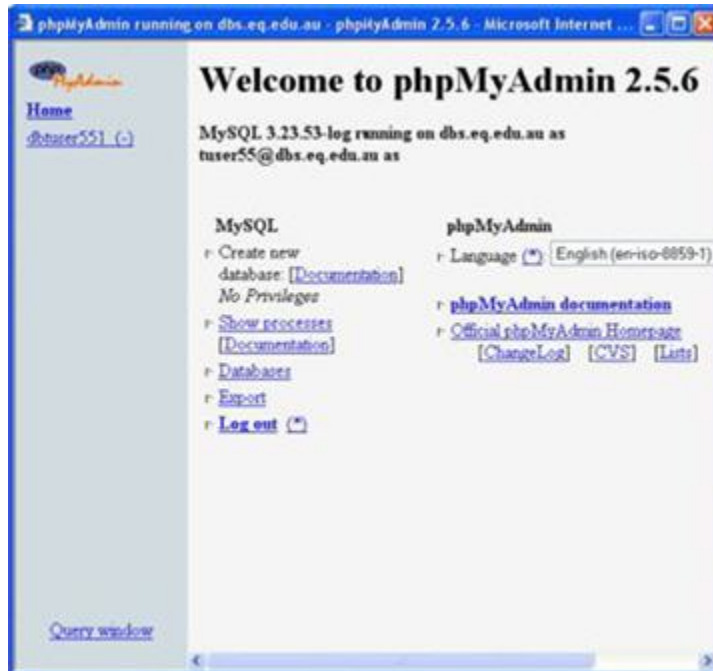 phpMyAdmin running on dbs.eq.edu.au - phpMyAdmin 2.5.6 - Microsoft Internet ...
php
MyAdmin
Home
dbtuser551 (-)
Query window
Welcome to phpMyAdmin 2.5.6
MySQL 3.23.53-log running on dbs.eq.edu.au as
tuser55@dbs.eq.edu.au as
MySQL
Create new
database: [Documentation]
No Privileges
Show processes
[Documentation]
Databases
Export
Log out (*)
phpMyAdmin
Language (*): English (en-iso-8859-1)
phpMyAdmin documentation
Official phpMyAdmin Homepage
[ChangeLog] [CVS] [Lists]